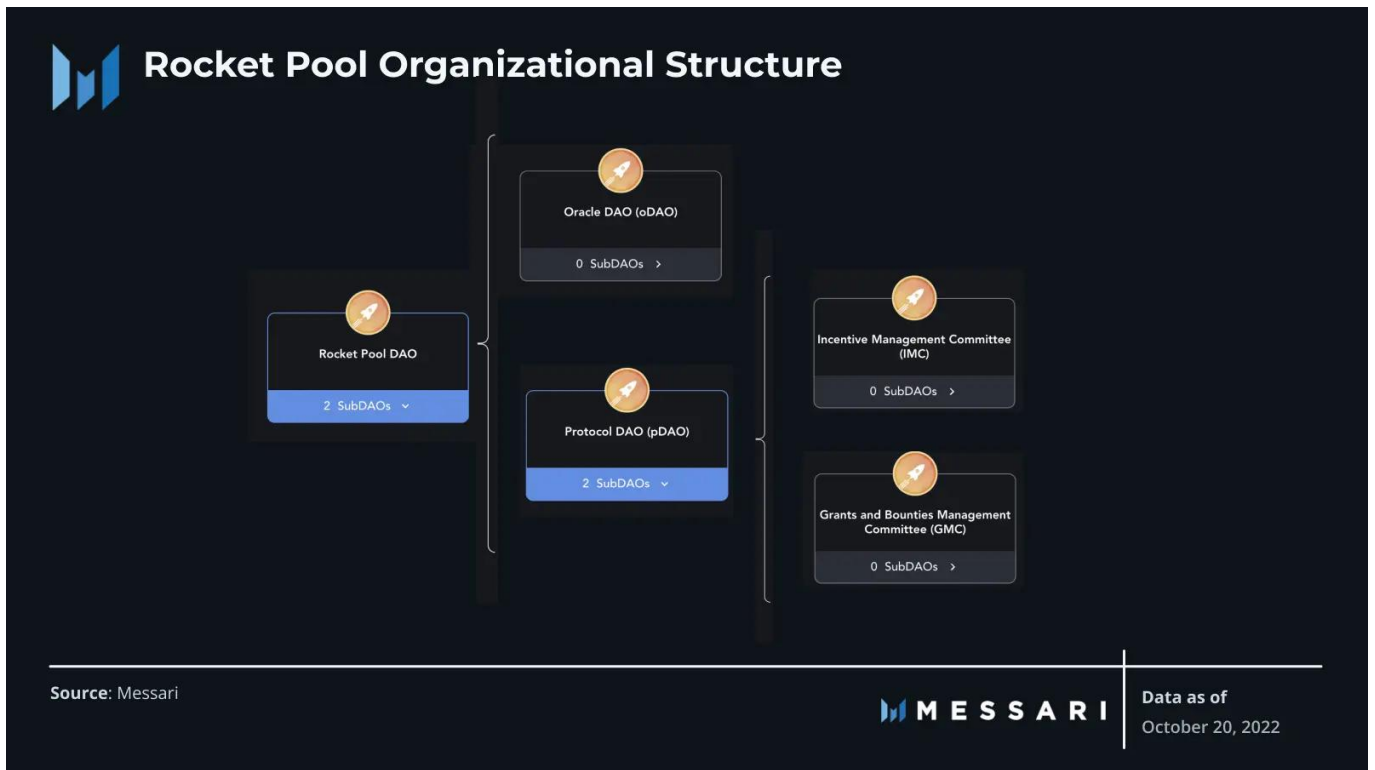 Rocket Pool Organizational Structure
Oracle DAO (oDAO)
0 SubDAOs >
Rocket Pool DAO
2 SubDAOs
Protocol DAO (pDAO)
2 SubDAOs
Incentive Management Committee
(IMC)
0 SubDAOs >
Grants and Bounties Management
Committee (GMC)
0 SubDAOs >
Source: Messari
MESSARI
Data as of
October 20, 2022